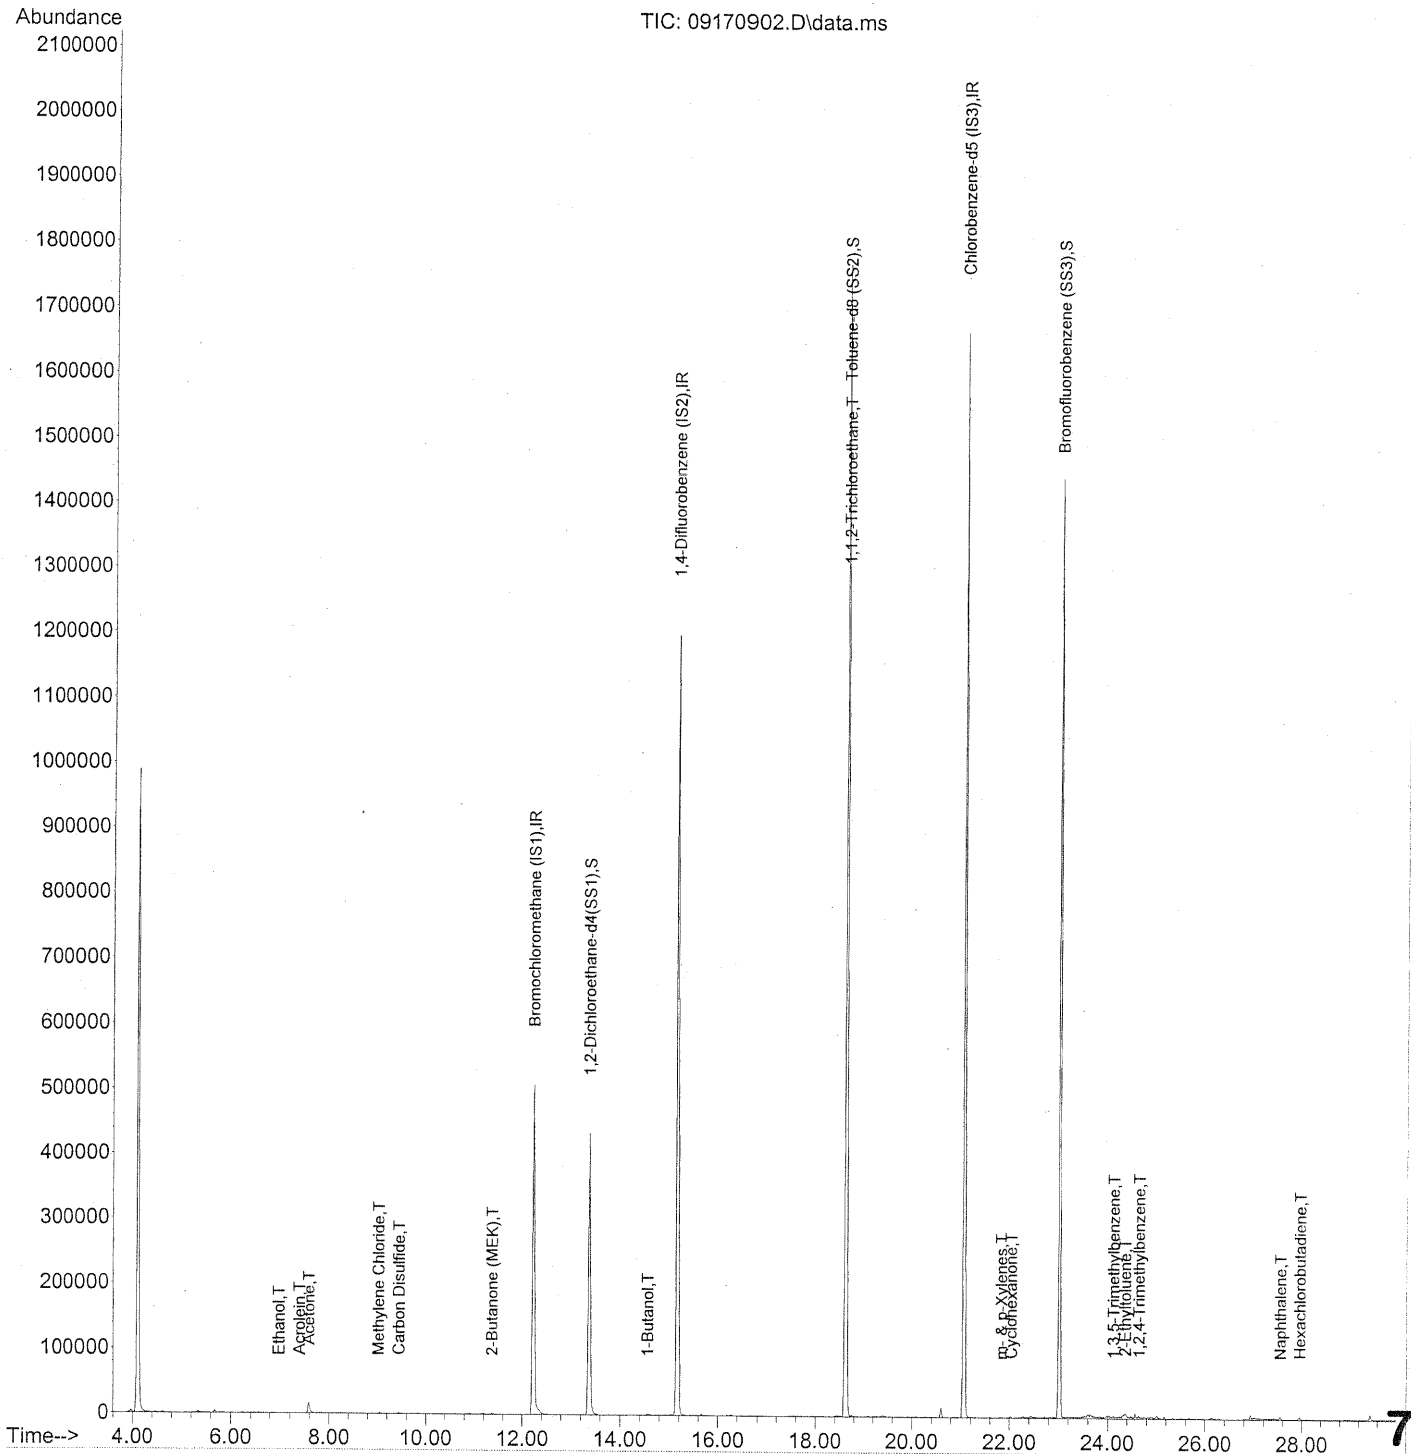 Abundance
TIC: 09170902.D\data.ms
2100000
2000000
1900000
1800000
1700000
1600000
1500000
1400000
1300000
1200000
1100000
1000000
900000
800000
700000
600000
500000
400000
300000
200000
100000
0
Ethanol,T
Acrolein,T
Acetone,T
Methylene Chloride,T
Carbon Disulfide,T
2-Butanone (MEK),T
Bromochloromethane (IS1),IR
1,2-Dichloroethane-d4(SS1),S
1-Butanol,T
1,4-Difluorobenzene (IS2),IR
1,1,2-Trichloroethane,T
Toluene-d8 (SS2),S
Chlorobenzene-d5 (IS3),IR
m- & p-Xylenes,T
Cyclohexanone,T
Bromofluorobenzene (SS3),S
1,3,5-Trimethylbenzene,T
2-Ethyltoluene,T
1,2,4-Trimethylbenzene,T
Naphthalene,T
Hexachlorobutadiene,T
Time--> 4.00 6.00 8.00 10.00 12.00 14.00 16.00 18.00 20.00 22.00 24.00 26.00 28.00
7